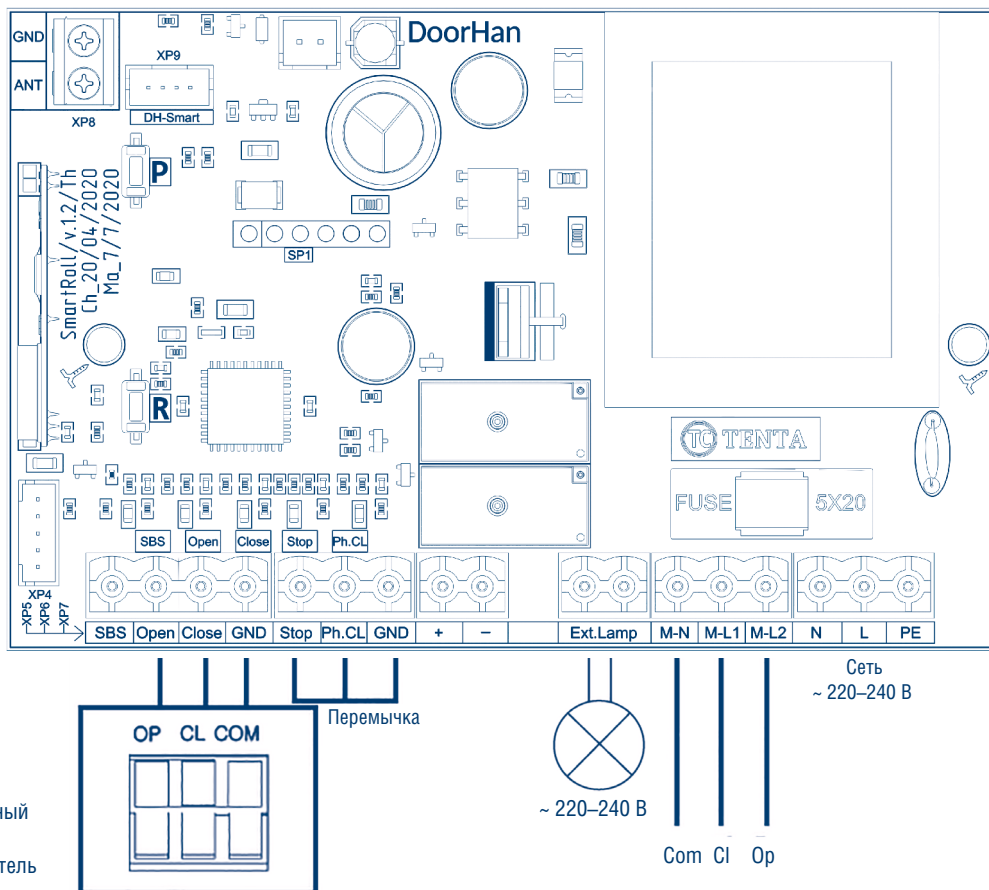 DoorHan
GND
ANT
XP8
XP9
DH-Smart
P
SmartRoll/v.1.2/Th
Ch_20/04/2020
Ma_7/7/2020
SP1
R
TC TENTA
FUSE 5X20
SBS Open Close Stop Ph.CL
XP4
XP5
XP6
XP7
SBS Open Close GND Stop Ph.CL GND + – Ext.Lamp M-N M-L1 M-L2 N L PE
Сеть
~ 220–240 В
Перемычка
OP CL COM
~ 220–240 В
Com Cl Op
ный
тель